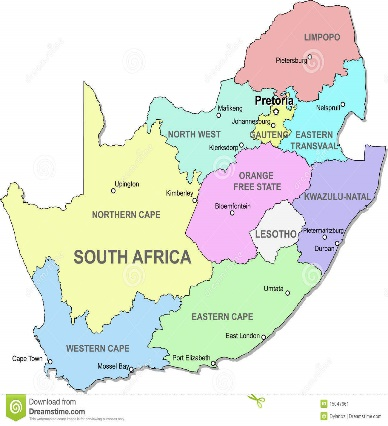 LIMPOPO
Pietersburg
Pretoria
Mafikeng
Johannesburg
Nelspruit
GAUTENG
NORTH WEST
EASTERN
TRANSVAAL
Klerksdorp
ORANGE
FREE STATE
Upington
Kimberley
KWAZULU-NATAL
Bloemfontein
NORTHERN CAPE
LESOTHO
Pietermaritzburg
Durban
SOUTH AFRICA
Umtata
EASTERN CAPE
East London
WESTERN CAPE
Cape Town
Mossel Bay
Port Elizabeth
Download from
Dreamstime.com